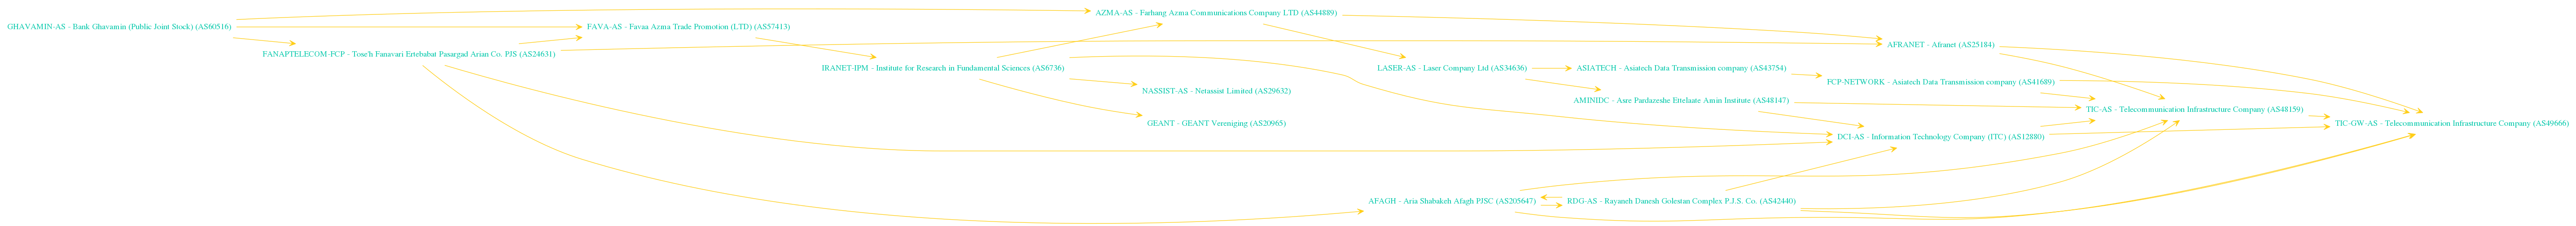 GHAVAMIN-AS - Bank Ghavamin (Public Joint Stock) (AS60516)
FANAPTELECOM-FCP - Tose'h Fanavari Ertebabat Pasargad Arian Co. PJS (AS24631)
FAVA-AS - Favaa Azma Trade Promotion (LTD) (AS57413)
IRANET-IPM - Institute for Research in Fundamental Sciences (AS6736)
AZMA-AS - Farhang Azma Communications Company LTD (AS44889)
NASSIST-AS - Netassist Limited (AS29632)
GEANT - GEANT Vereniging (AS20965)
LASER-AS - Laser Company Ltd (AS34636)
AFAGH - Aria Shabakeh Afagh PJSC (AS205647)
ASIATECH - Asiatech Data Transmission company (AS43754)
AMINIDC - Asre Pardazeshe Ettelaate Amin Institute (AS48147)
RDG-AS - Rayaneh Danesh Golestan Complex P.J.S. Co. (AS42440)
AFRANET - Afranet (AS25184)
FCP-NETWORK - Asiatech Data Transmission company (AS41689)
DCI-AS - Information Technology Company (ITC) (AS12880)
TIC-AS - Telecommunication Infrastructure Company (AS48159)
TIC-GW-AS - Telecommunication Infrastructure Company (AS49666)